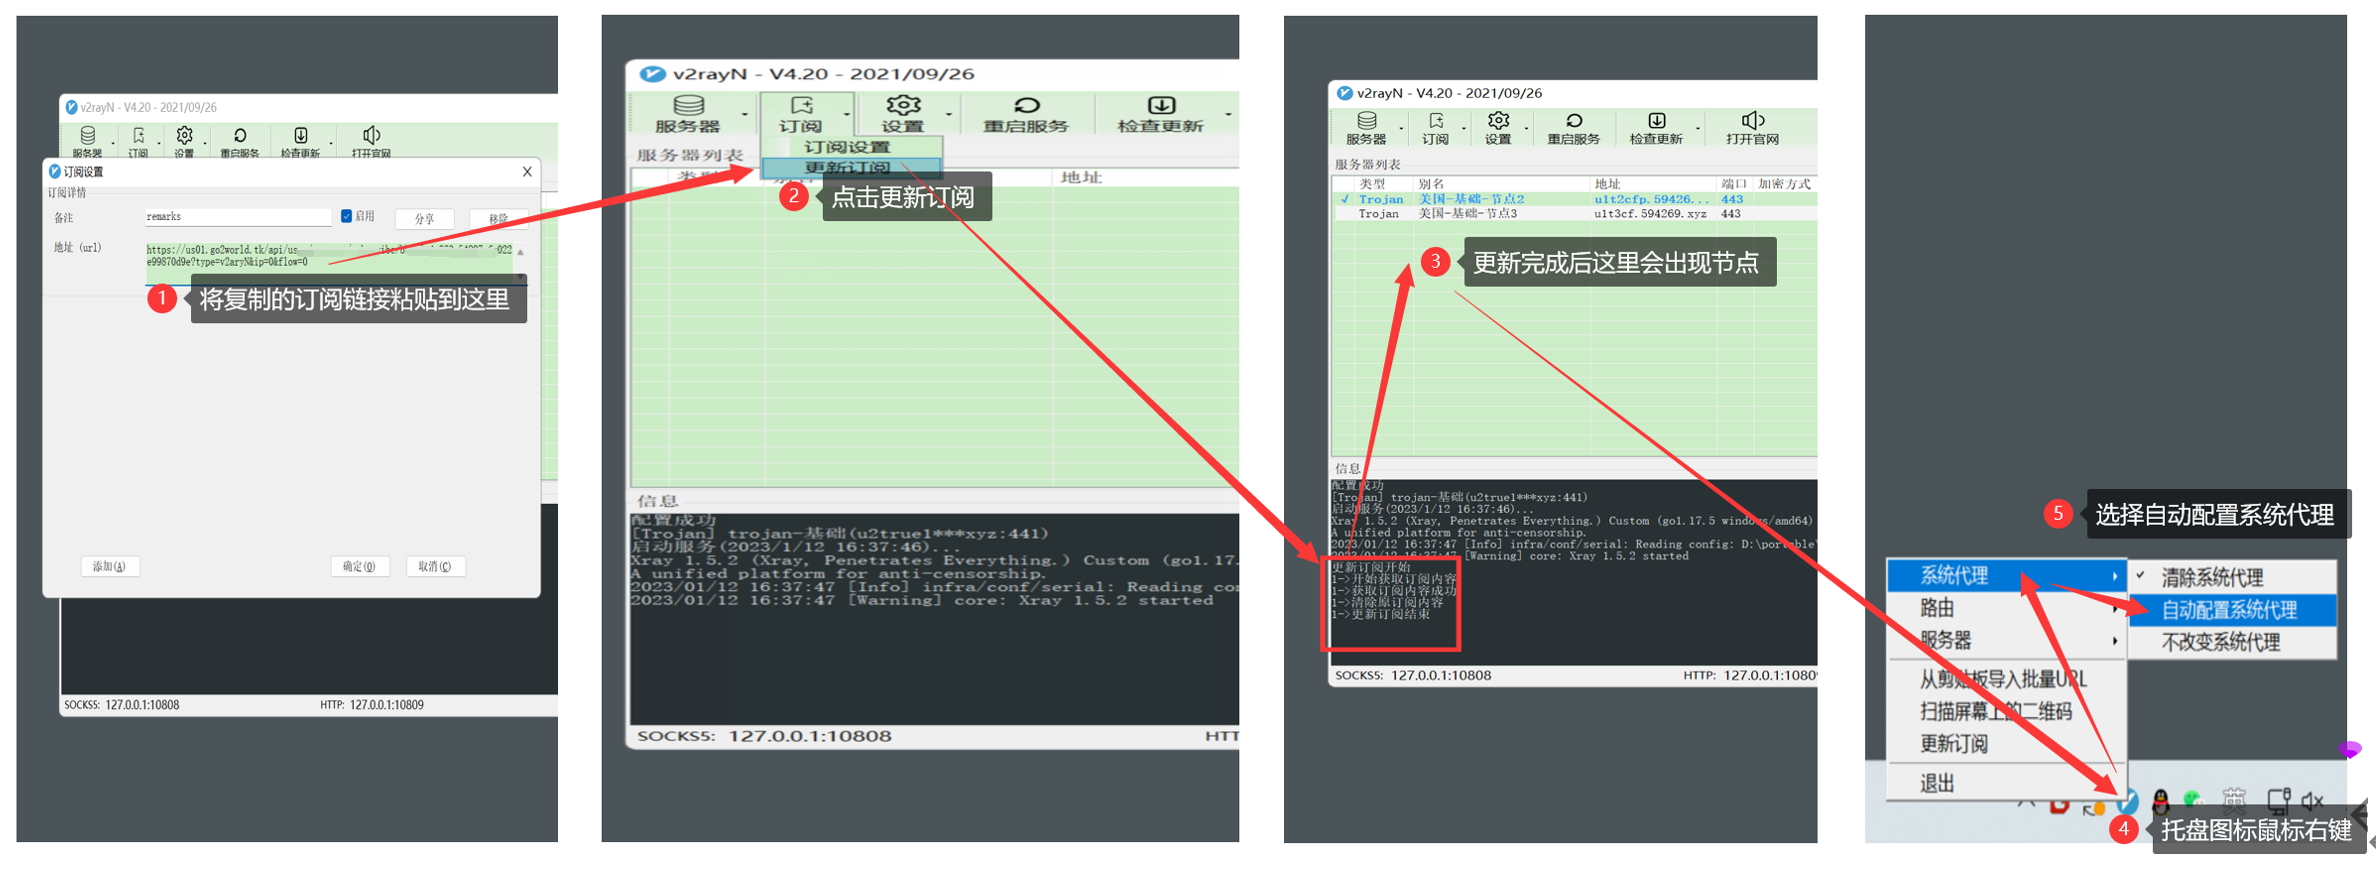 v2rayN - V4.20 - 2021/09/26
服务器 订阅 设置 重启服务 检查更新 打开官网
订阅设置 X
订阅详情
备注 remarks 启用 分享 移除
地址 (url) https://us01.go2world.tk/api/us
e99870d9e?type=v2aryN&ip=0&flow=0
1 将复制的订阅链接粘贴到这里
添加(A) 确定(O) 取消(C)
SOCKS5: 127.0.0.1:10808 HTTP: 127.0.0.1:10809
v2rayN - V4.20 - 2021/09/26
服务器 订阅 设置 重启服务 检查更新
订阅设置
服务器列表
更新订阅
地址
2 点击更新订阅
信息
配置成功
[Trojan] trojan-基础(u2true1***xyz:441)
启动服务(2023/1/12 16:37:46)...
Xray 1.5.2 (Xray, Penetrates Everything.) Custom (go1.17.
A unified platform for anti-censorship.
2023/01/12 16:37:47 [Info] infra/conf/serial: Reading co
2023/01/12 16:37:47 [Warning] core: Xray 1.5.2 started
SOCKS5: 127.0.0.1:10808 HTT
v2rayN - V4.20 - 2021/09/26
服务器 订阅 设置 重启服务 检查更新 打开官网
服务器列表
类型 别名 地址 端口 加密方式
√ Trojan 美国-基础-节点2 u1t2cfp.59426... 443
Trojan 美国-基础-节点3 u1t3cf.594269.xyz 443
3 更新完成后这里会出现节点
信息
配置成功
[Trojan] trojan-基础(u2true1***xyz:441)
启动服务(2023/1/12 16:37:46)...
Xray 1.5.2 (Xray, Penetrates Everything.) Custom (go1.17.5 windows/amd64)
A unified platform for anti-censorship.
2023/01/12 16:37:47 [Info] infra/conf/serial: Reading config: D:\portable\
2023/01/12 16:37:47 [Warning] core: Xray 1.5.2 started
更新订阅开始
1->开始获取订阅内容
1->获取订阅内容成功
1->清除原订阅内容
1->更新订阅结束
SOCKS5: 127.0.0.1:10808 HTTP: 127.0.0.1:1080
5 选择自动配置系统代理
系统代理
路由
服务器
从剪贴板导入批量URL
扫描屏幕上的二维码
更新订阅
退出
清除系统代理
自动配置系统代理
不改变系统代理
英
4 托盘图标鼠标右键